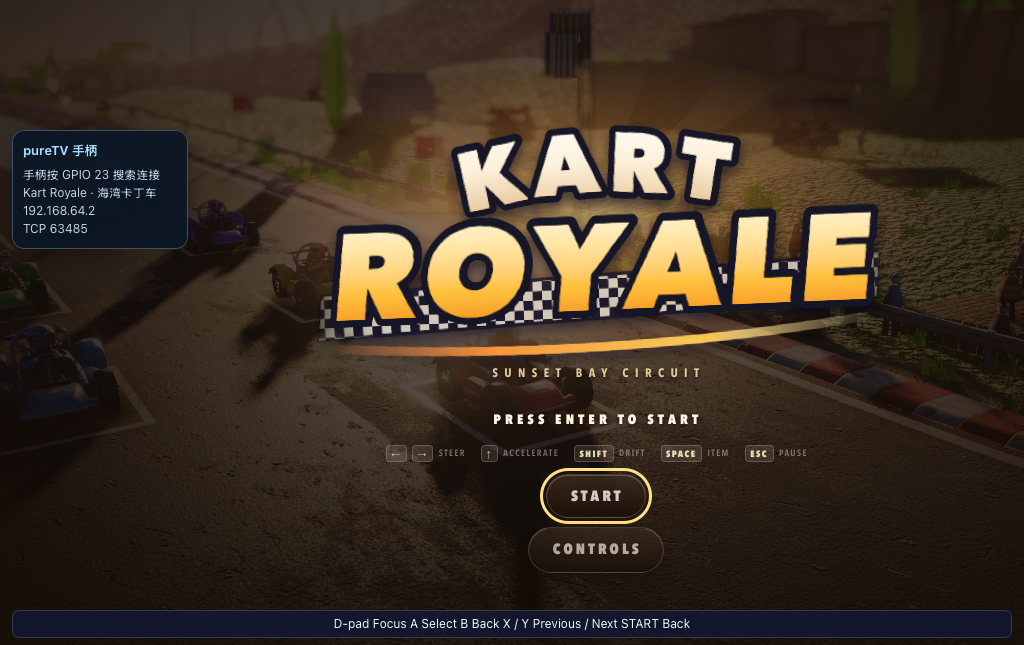 pureTV 手柄
手柄按 GPIO 23 搜索连接
Kart Royale · 海湾卡丁车
192.168.64.2
TCP 63485
KART
ROYALE
SUNSET BAY CIRCUIT
PRESS ENTER TO START
← → STEER ↑ ACCELERATE SHIFT DRIFT SPACE ITEM ESC PAUSE
START
CONTROLS
D-pad Focus A Select B Back X / Y Previous / Next START Back